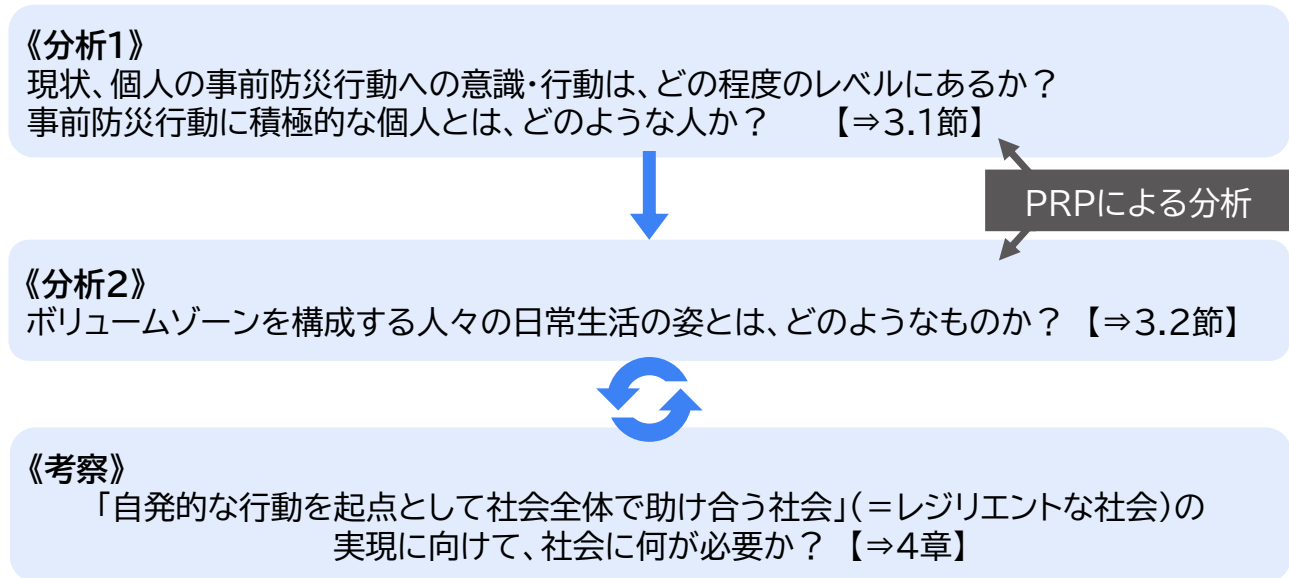 《分析1》
現状、個人の事前防災行動への意識・行動は、どの程度のレベルにあるか？
事前防災行動に積極的な個人とは、どのような人か？　　【⇒3.1節】
PRPによる分析
《分析2》
ボリュームゾーンを構成する人々の日常生活の姿とは、どのようなものか？ 【⇒3.2節】
《考察》
「自発的な行動を起点として社会全体で助け合う社会」（＝レジリエントな社会）の
実現に向けて、社会に何が必要か？ 【⇒4章】